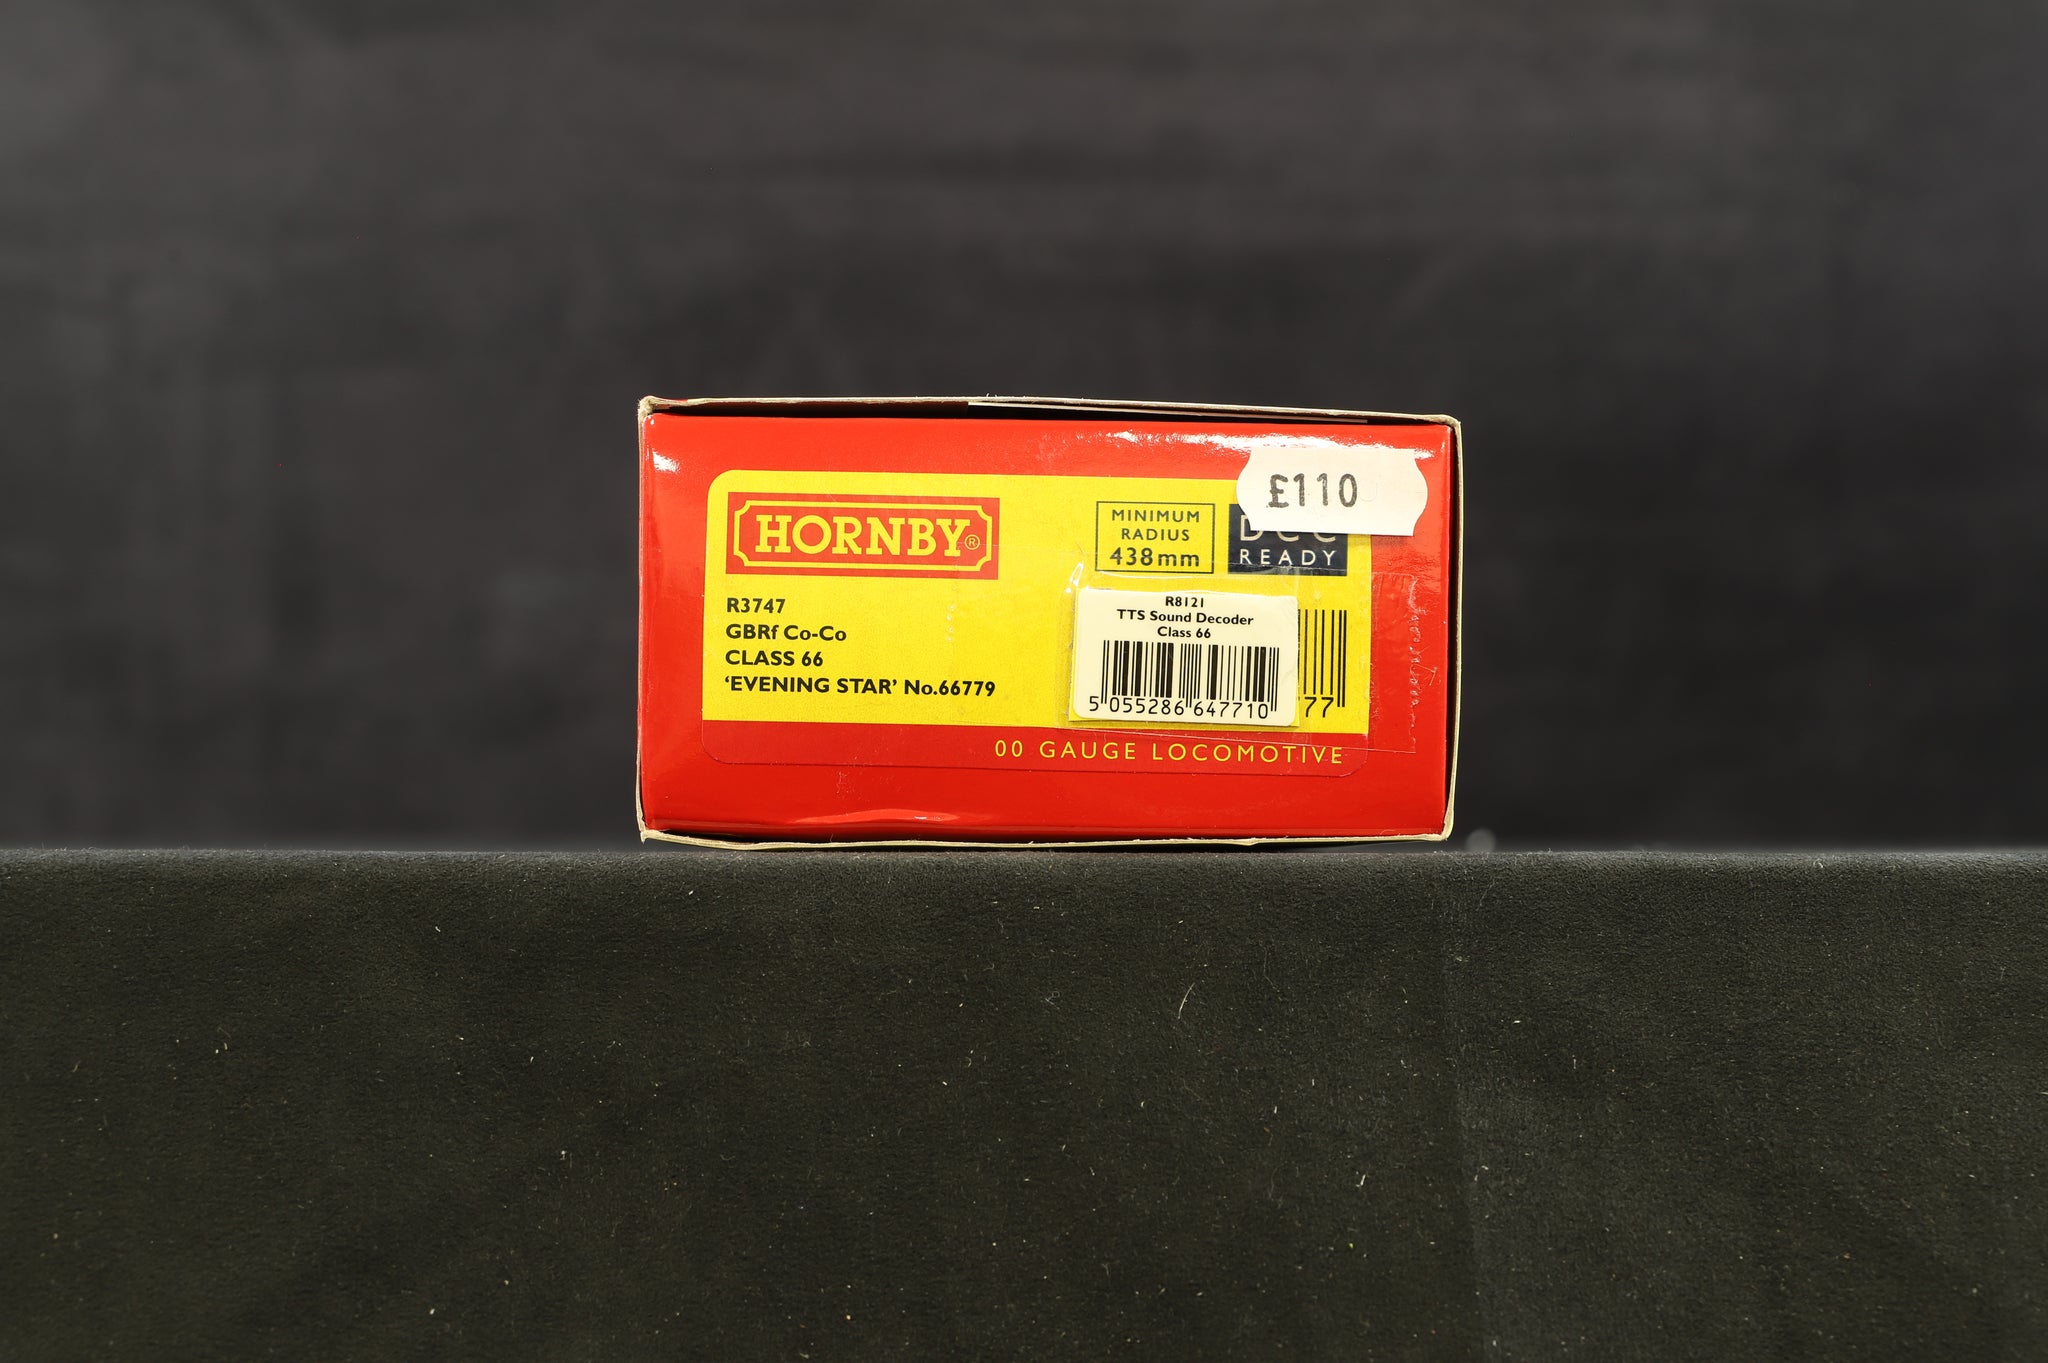 £110
HORNBY®
MINIMUM
RADIUS
438mm
DCC
READY
R3747
GBRf Co-Co
CLASS 66
‘EVENING STAR’ No.66779
R8121
TTS Sound Decoder
Class 66
5 055286 647710
77
00 GAUGE LOCOMOTIVE